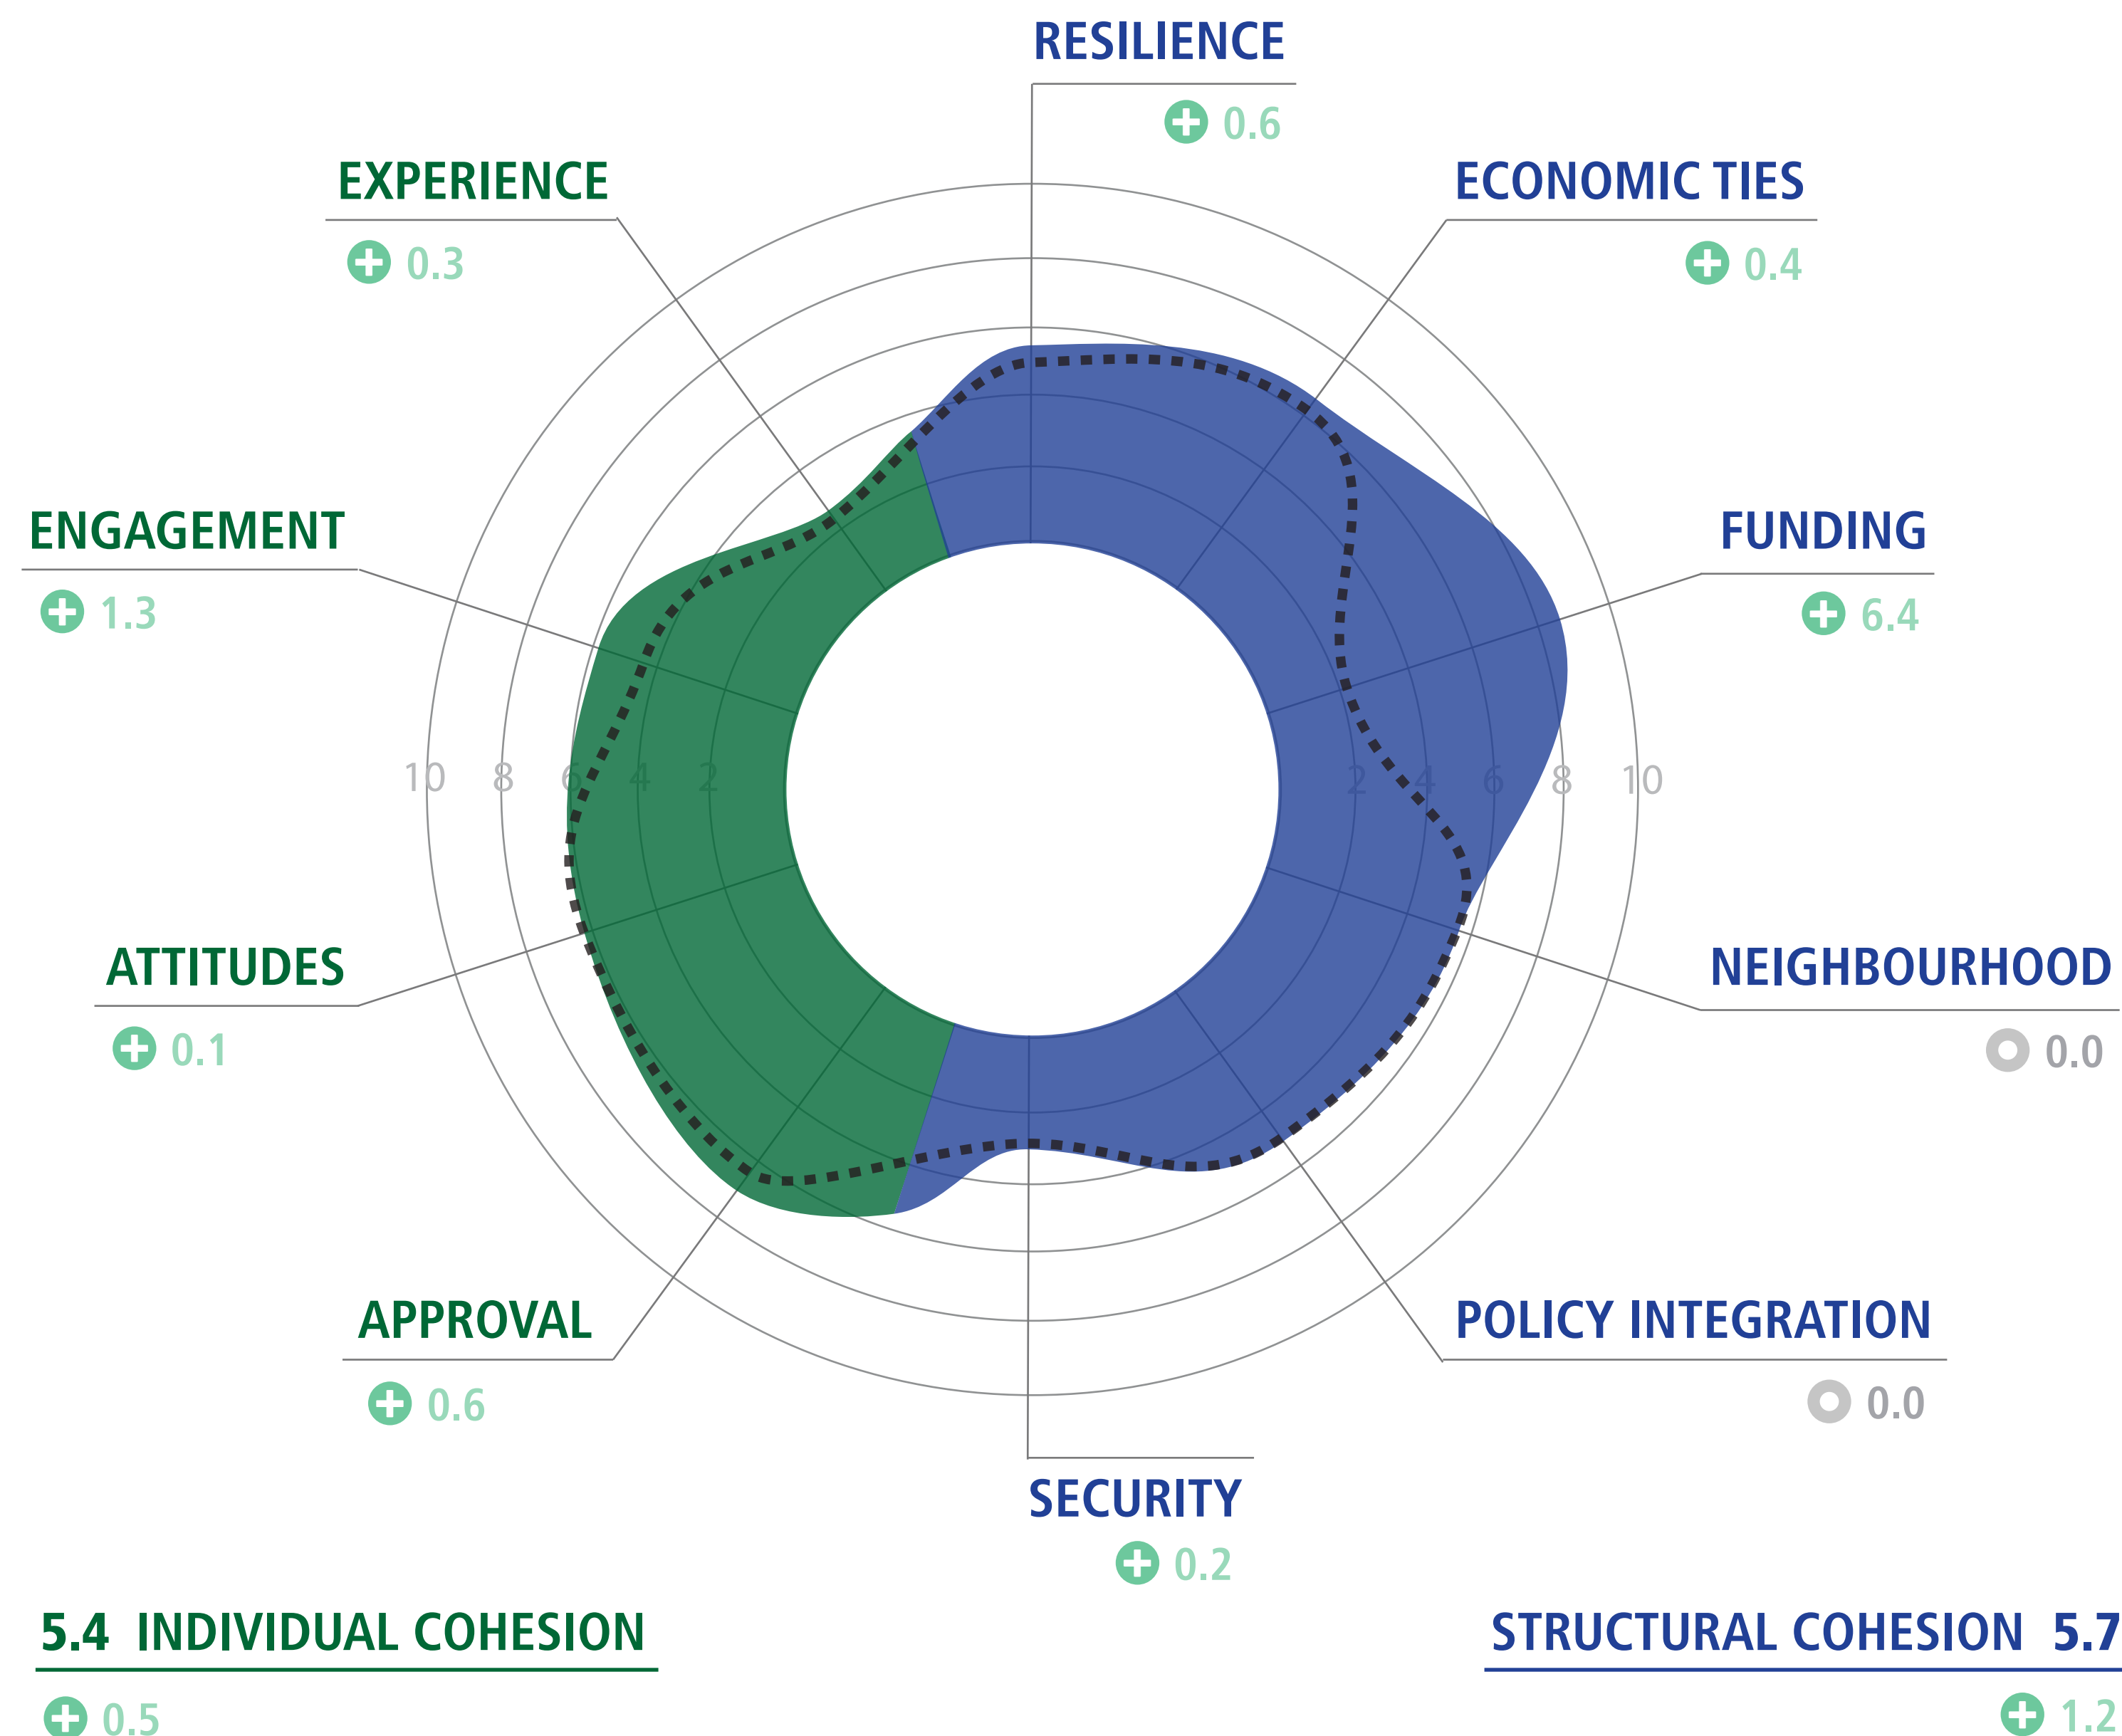 RESILIENCE
0.6
EXPERIENCE
0.3
ECONOMIC TIES
0.4
ENGAGEMENT
1.3
FUNDING
6.4
10 8 6 4 2
2 4 6 8 10
ATTITUDES
0.1
NEIGHBOURHOOD
0.0
APPROVAL
0.6
POLICY INTEGRATION
0.0
SECURITY
0.2
5.4 INDIVIDUAL COHESION
0.5
STRUCTURAL COHESION 5.7
1.2